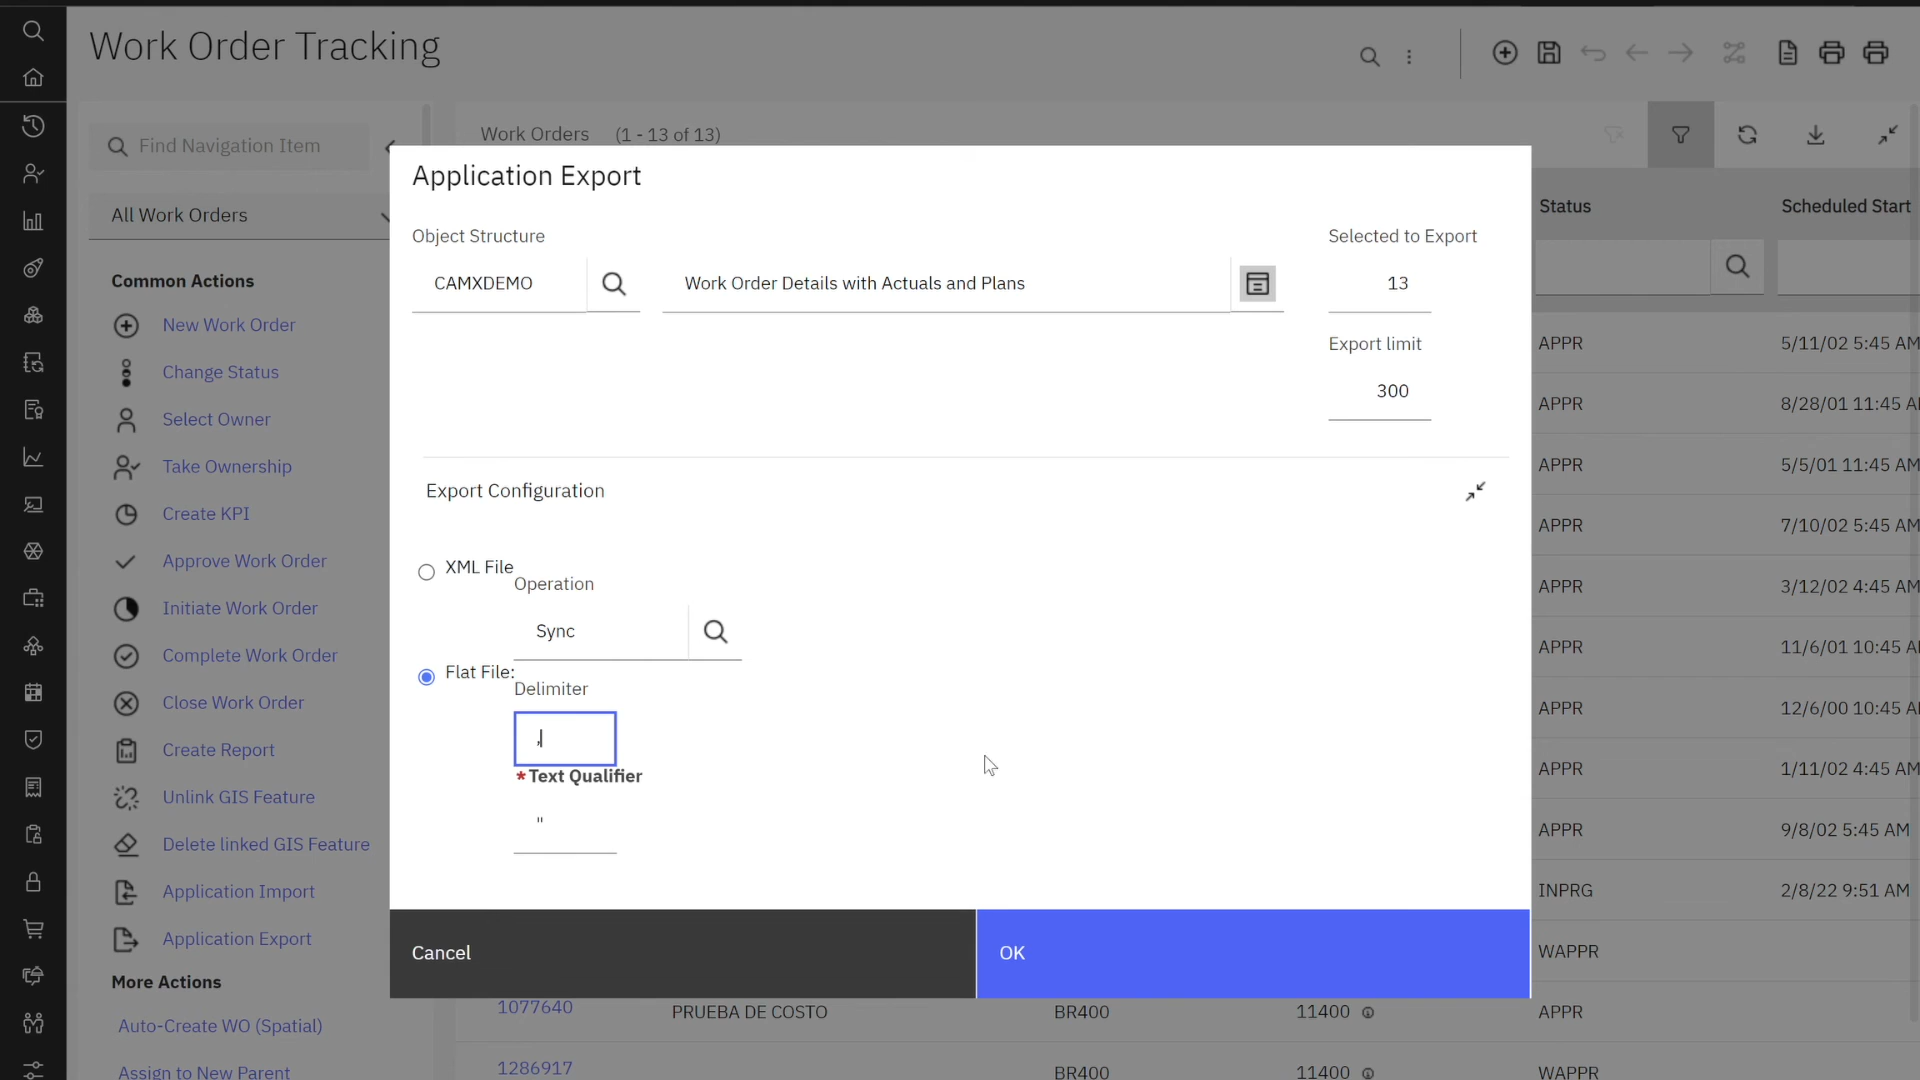 Work Order Tracking
Find Navigation Item
All Work Orders
Common Actions
New Work Order
Change Status
Select Owner
Take Ownership
Create KPI
Approve Work Order
Initiate Work Order
Complete Work Order
Close Work Order
Create Report
Unlink GIS Feature
Delete linked GIS Feature
Application Import
Application Export
More Actions
Auto-Create WO (Spatial)
Assign to New Parent
Work Orders (1 - 13 of 13)
Application Export
Object Structure
CAMXDEMO
Work Order Details with Actuals and Plans
Selected to Export
13
Export limit
300
Export Configuration
XML File
Operation
Sync
Flat File:
Delimiter
,
*Text Qualifier
"
Cancel
OK
Status Scheduled Start
APPR 5/11/02 5:45 AM
APPR 8/28/01 11:45 A
APPR 5/5/01 11:45 AM
APPR 7/10/02 5:45 AM
APPR 3/12/02 4:45 AM
APPR 11/6/01 10:45 A
APPR 12/6/00 10:45 A
APPR 1/11/02 4:45 AM
APPR 9/8/02 5:45 AM
INPRG 2/8/22 9:51 AM
WAPPR
1077640 PRUEBA DE COSTO BR400 11400 APPR
1286917 BR400 11400 WAPPR